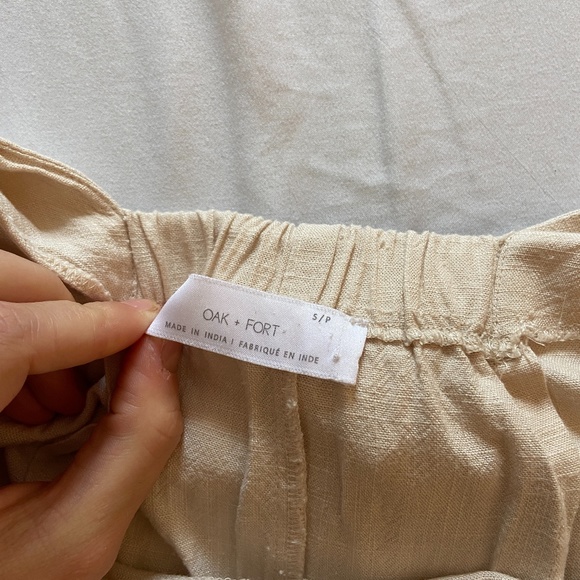 OAK + FORT
S/P
MADE IN INDIA / FABRIQUÉ EN INDE